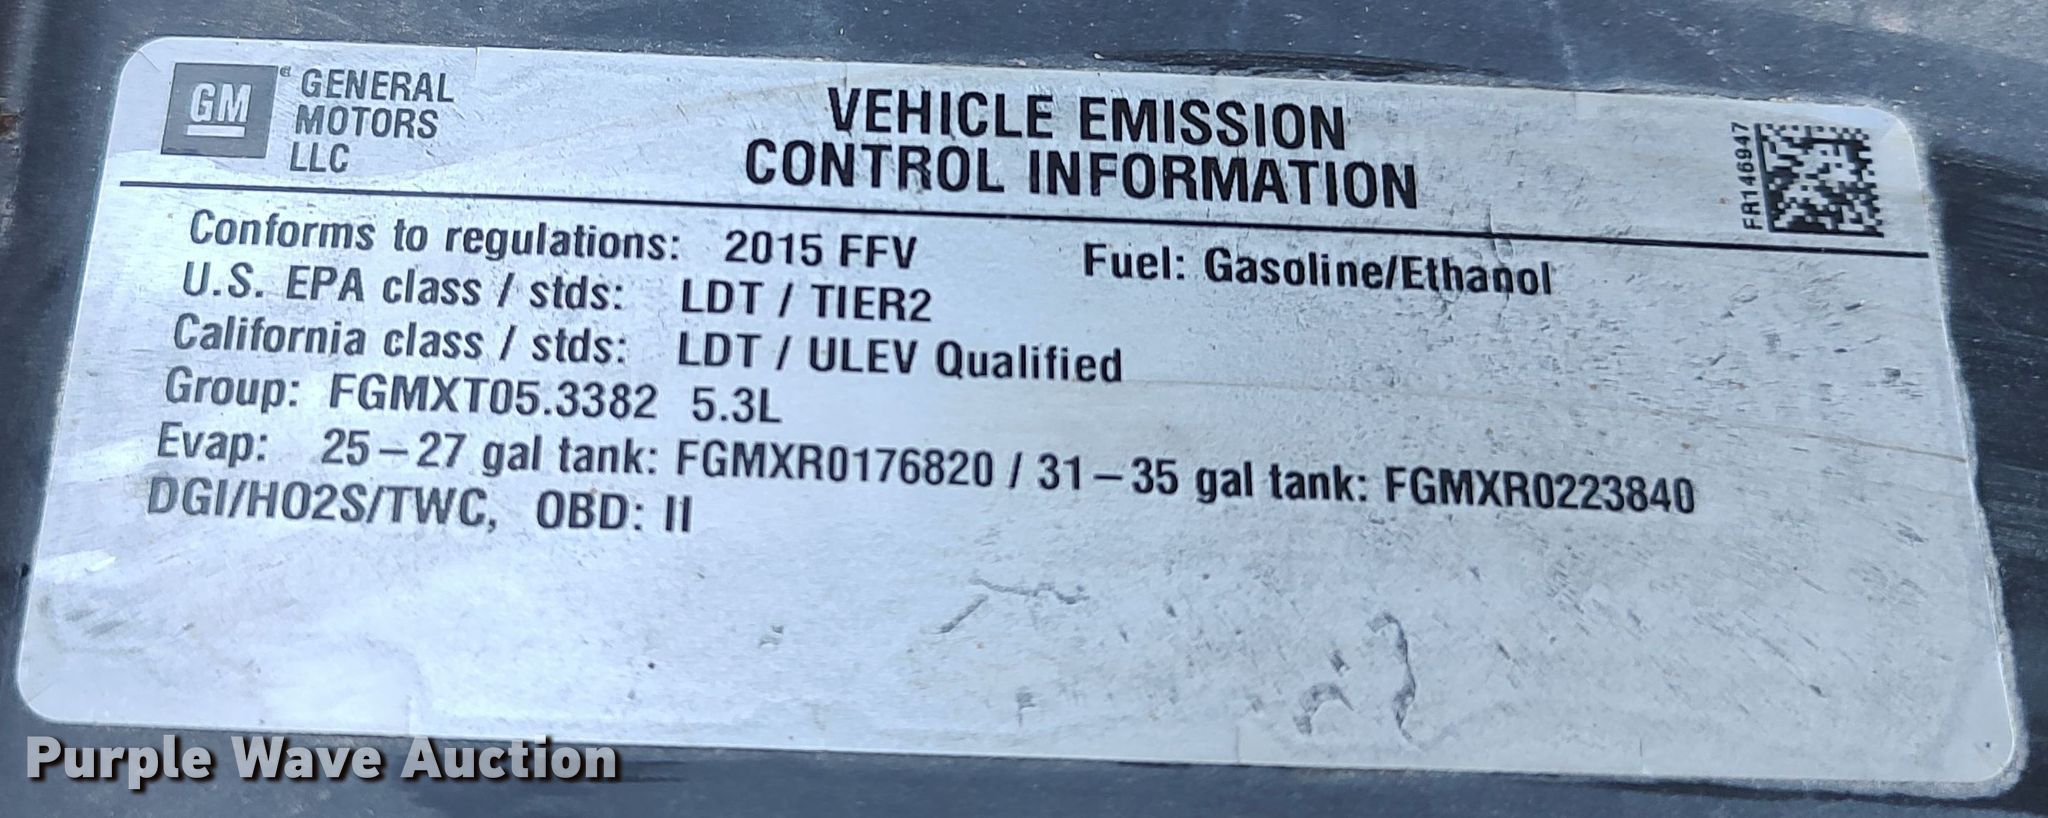 GM
GENERAL
MOTORS
LLC
VEHICLE EMISSION
CONTROL INFORMATION
FR146947
Conforms to regulations: 2015 FFV Fuel: Gasoline/Ethanol
U.S. EPA class / stds: LDT / TIER2
California class / stds: LDT / ULEV Qualified
Group: FGMXT05.3382 5.3L
Evap: 25–27 gal tank: FGMXR0176820 / 31–35 gal tank: FGMXR0223840
DGI/HO2S/TWC, OBD: II
Purple Wave Auction